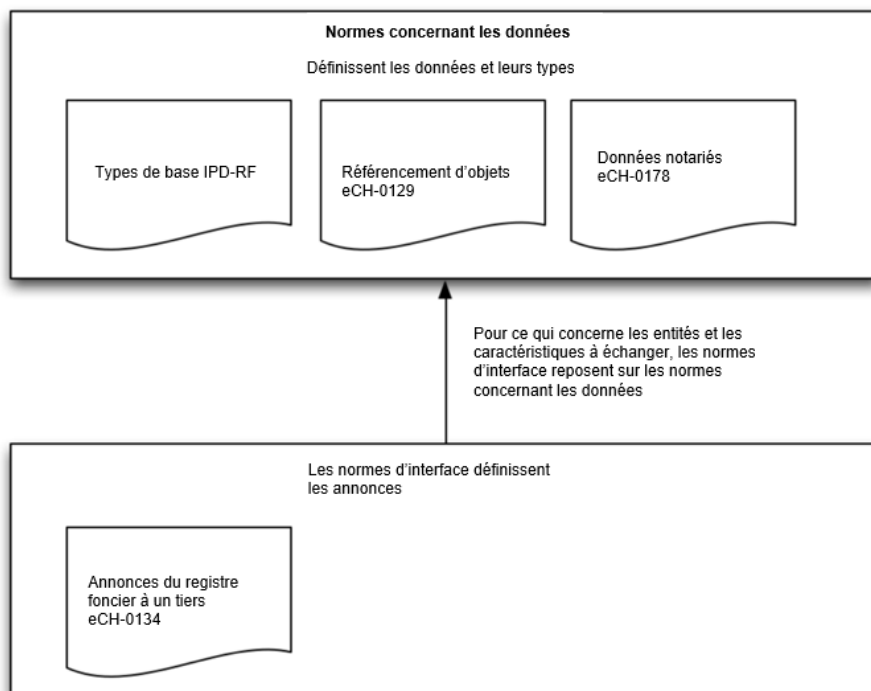 Normes concernant les données
Définissent les données et leurs types
Types de base IPD-RF
Référencement d'objets
eCH-0129
Données notariés
eCH-0178
Pour ce qui concerne les entités et les
caractéristiques à échanger, les normes
d'interface reposent sur les normes
concernant les données
Les normes d'interface définissent
les annonces
Annonces du registre
foncier à un tiers
eCH-0134